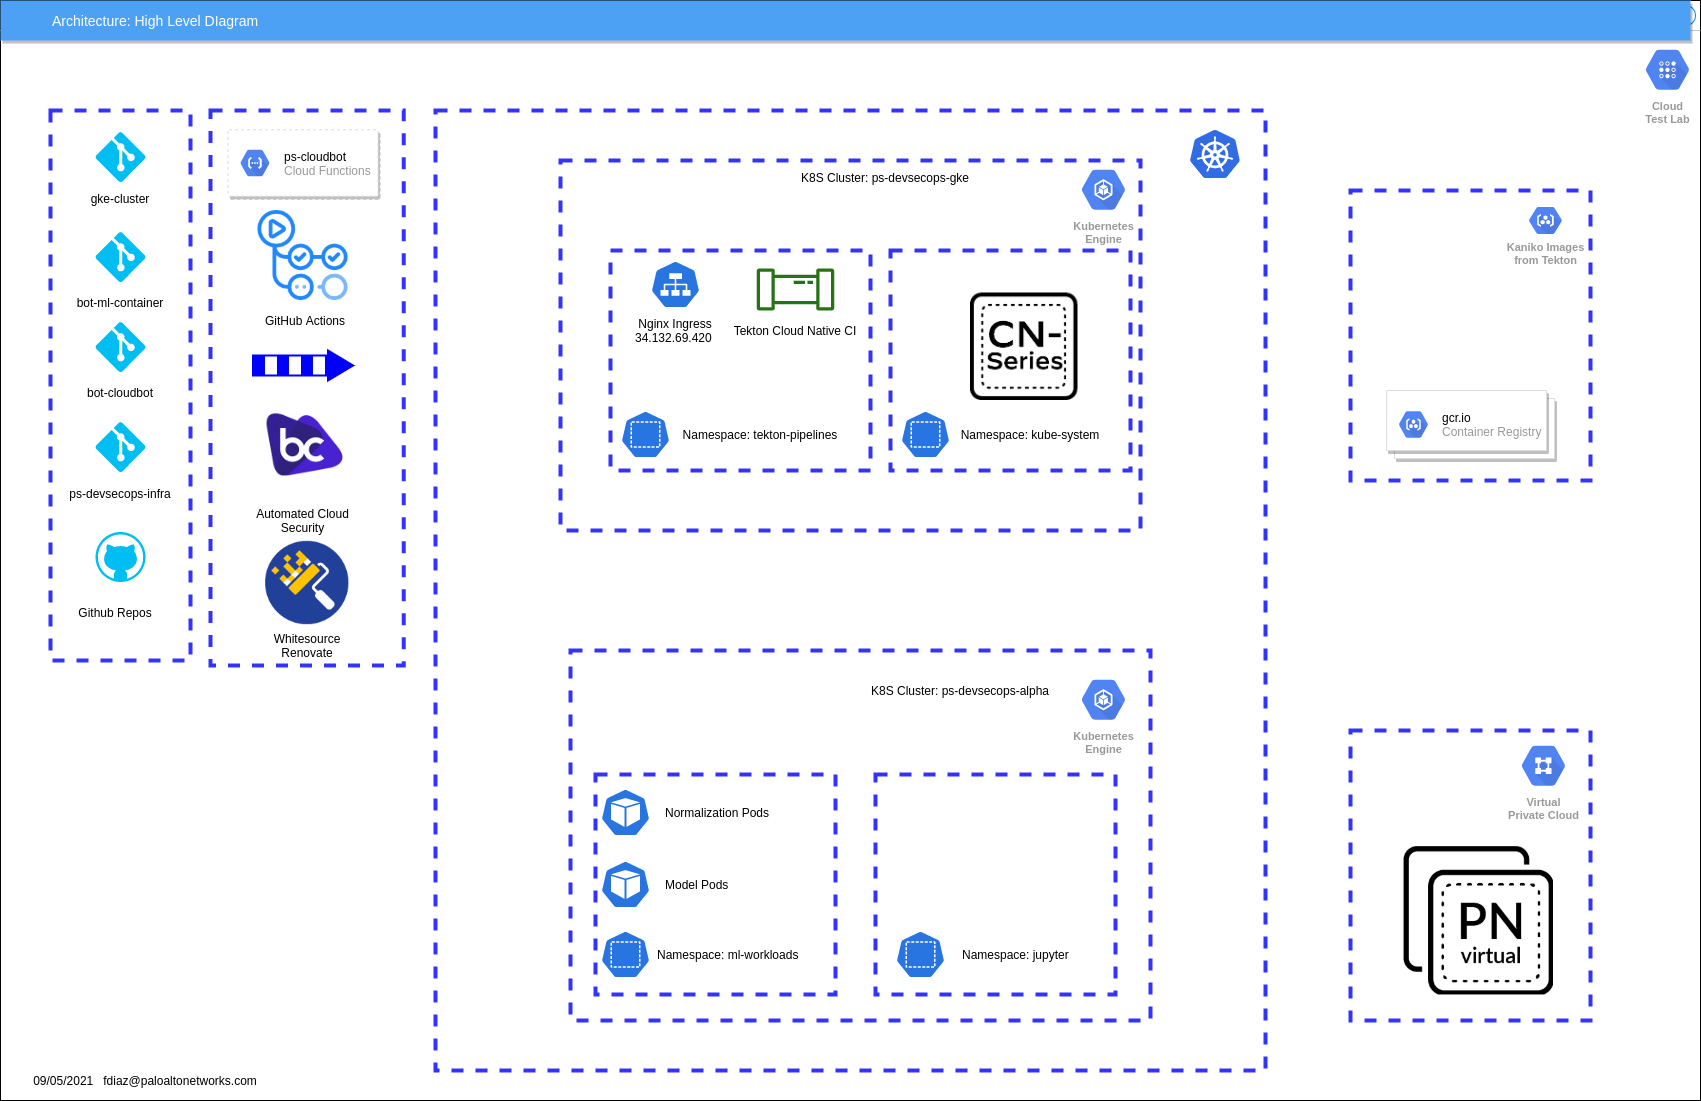 Architecture: High Level DIagram
Cloud
Test Lab
gke-cluster
bot-ml-container
bot-cloudbot
ps-devsecops-infra
Github Repos
ps-cloudbot
Cloud Functions
GitHub Actions
bc
Automated Cloud
Security
Whitesource
Renovate
K8S Cluster: ps-devsecops-gke
Kubernetes
Engine
Nginx Ingress
34.132.69.420
Tekton Cloud Native CI
Namespace: tekton-pipelines
CN-
Series
Namespace: kube-system
K8S Cluster: ps-devsecops-alpha
Kubernetes
Engine
Normalization Pods
Model Pods
Namespace: ml-workloads
Namespace: jupyter
Kaniko Images
from Tekton
gcr.io
Container Registry
Virtual
Private Cloud
PN
virtual
09/05/2021 fdiaz@paloaltonetworks.com